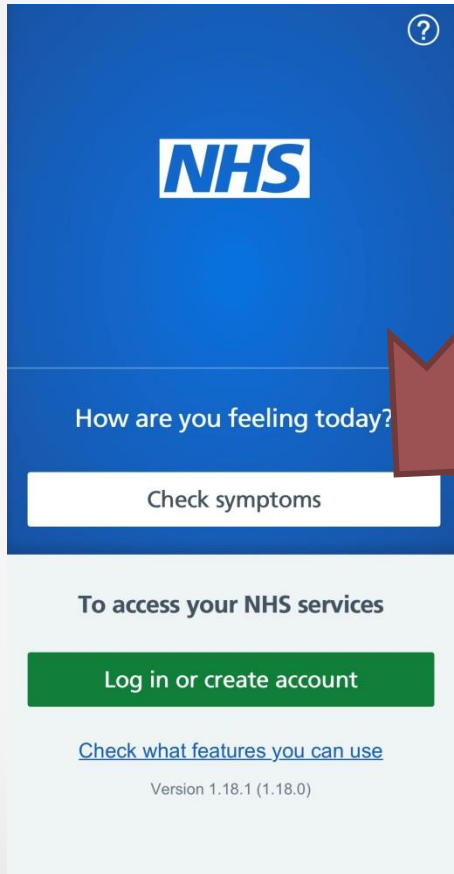 ?
NHS
How are you feeling today?
Check symptoms
To access your NHS services
Log in or create account
Check what features you can use
Version 1.18.1 (1.18.0)